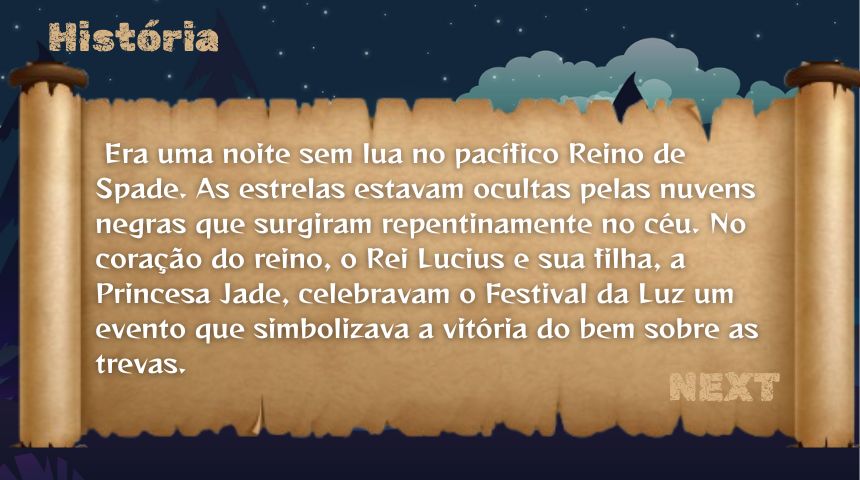 História
Era uma noite sem lua no pacífico Reino de
Spade. As estrelas estavam ocultas pelas nuvens
negras que surgiram repentinamente no céu. No
coração do reino, o Rei Lucius e sua filha, a
Princesa Jade, celebravam o Festival da Luz um
evento que simbolizava a vitória do bem sobre as
trevas.
NEXT